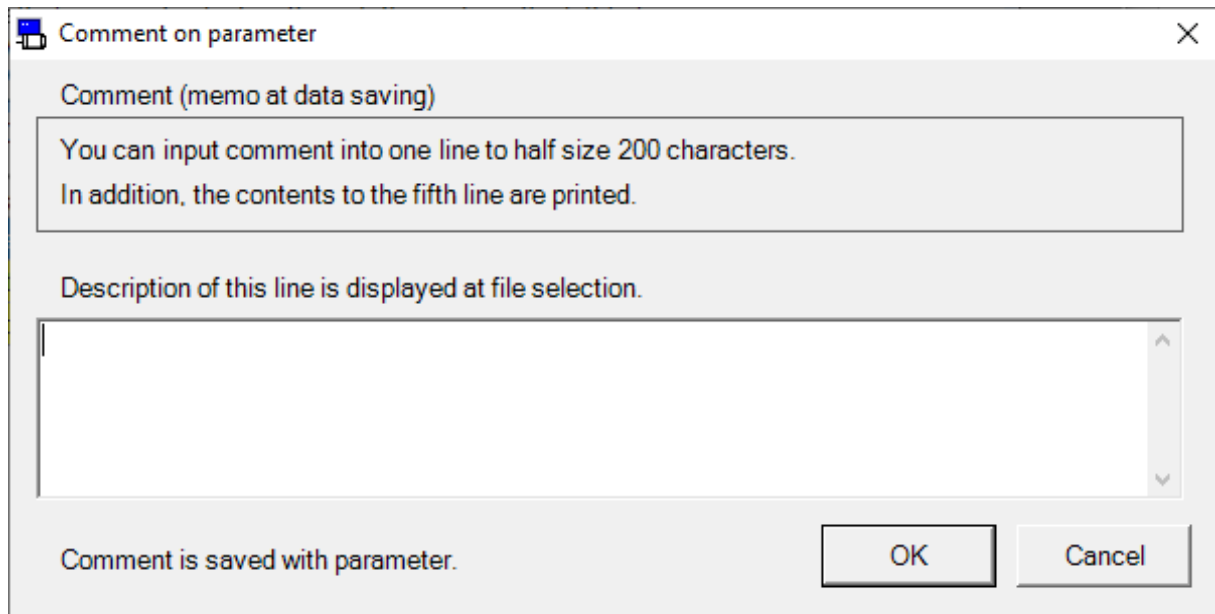 Comment on parameter
Comment (memo at data saving)
You can input comment into one line to half size 200 characters.
In addition, the contents to the fifth line are printed.
Description of this line is displayed at file selection.
Comment is saved with parameter.
OK
Cancel